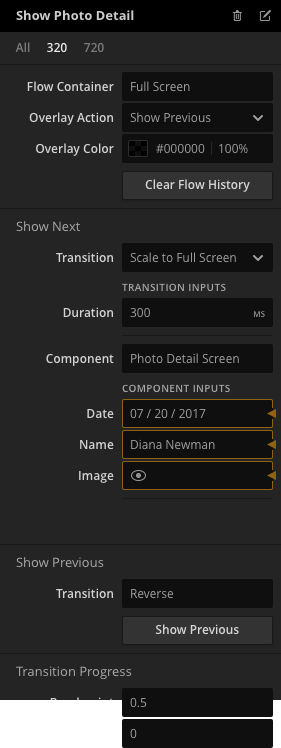 Show Photo Detail
All 320 720
Flow Container Full Screen
Overlay Action Show Previous
Overlay Color #000000 100%
Clear Flow History
Show Next
Transition Scale to Full Screen
TRANSITION INPUTS
Duration 300 MS
Component Photo Detail Screen
COMPONENT INPUTS
Date 07 / 20 / 2017
Name Diana Newman
Image
Show Previous
Transition Reverse
Show Previous
Transition Progress
0.5
0